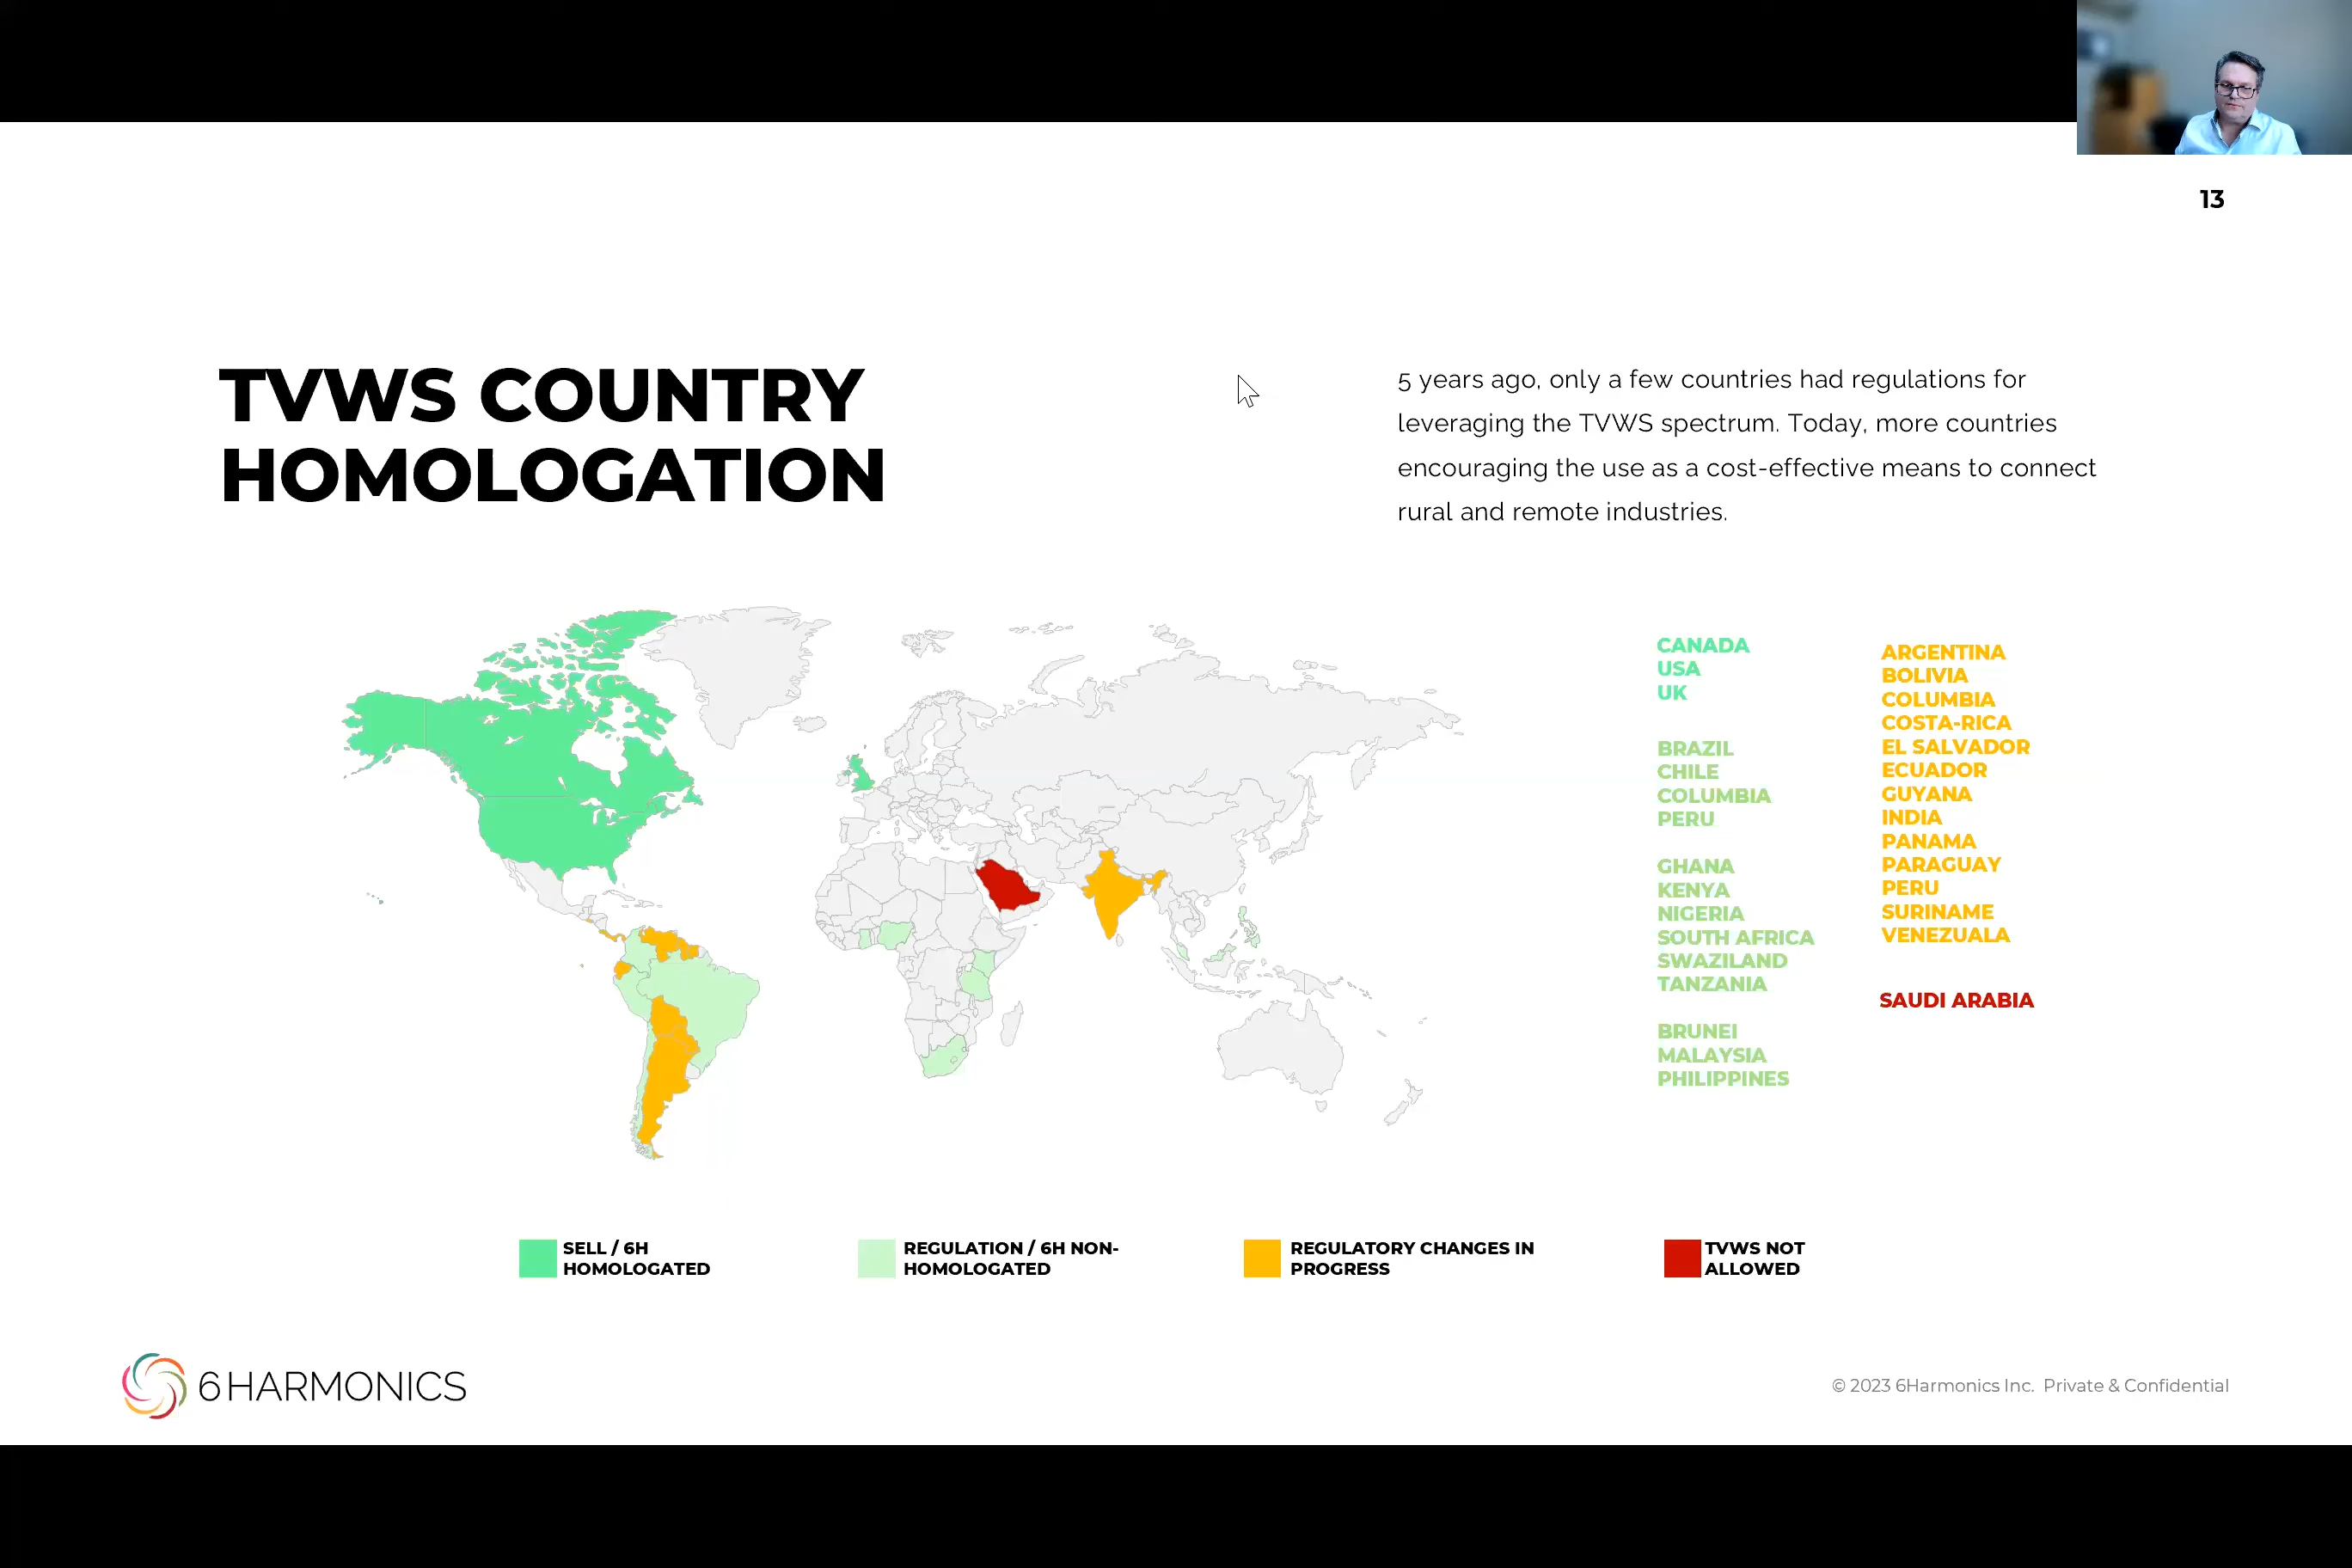 13
TVWS COUNTRY
HOMOLOGATION
5 years ago, only a few countries had regulations for
leveraging the TVWS spectrum. Today, more countries
encouraging the use as a cost-effective means to connect
rural and remote industries.
CANADA
USA
UK
BRAZIL
CHILE
COLUMBIA
PERU
GHANA
KENYA
NIGERIA
SOUTH AFRICA
SWAZILAND
TANZANIA
BRUNEI
MALAYSIA
PHILIPPINES
ARGENTINA
BOLIVIA
COLUMBIA
COSTA-RICA
EL SALVADOR
ECUADOR
GUYANA
INDIA
PANAMA
PARAGUAY
PERU
SURINAME
VENEZUALA
SAUDI ARABIA
SELL / 6H
HOMOLOGATED
REGULATION / 6H NON-
HOMOLOGATED
REGULATORY CHANGES IN
PROGRESS
TVWS NOT
ALLOWED
6HARMONICS
© 2023 6Harmonics Inc. Private & Confidential